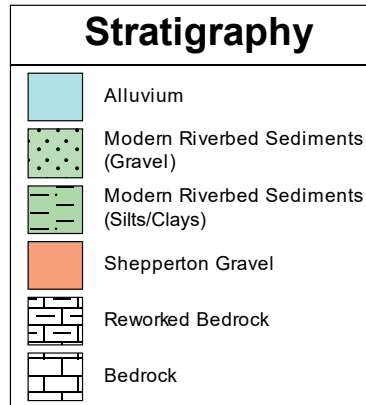 Stratigraphy
Alluvium
Modern Riverbed Sediments
(Gravel)
Modern Riverbed Sediments
(Silts/Clays)
Shepperton Gravel
Reworked Bedrock
Bedrock